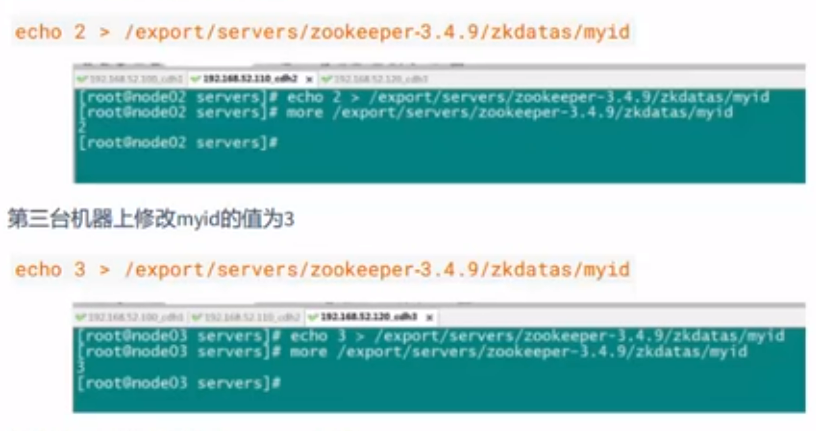 echo 2 > /export/servers/zookeeper-3.4.9/zkdatas/myid
192.168.52.100_cdh1 192.168.52.110_cdh2 × 192.168.52.120_cdh3
[root@node02 servers]# echo 2 > /export/servers/zookeeper-3.4.9/zkdatas/myid
[root@node02 servers]# more /export/servers/zookeeper-3.4.9/zkdatas/myid
2
[root@node02 servers]#
第三台机器上修改myid的值为3
echo 3 > /export/servers/zookeeper-3.4.9/zkdatas/myid
192.168.52.100_cdh1 192.168.52.110_cdh2 192.168.52.120_cdh3 ×
[root@node03 servers]# echo 3 > /export/servers/zookeeper-3.4.9/zkdatas/myid
[root@node03 servers]# more /export/servers/zookeeper-3.4.9/zkdatas/myid
3
[root@node03 servers]#